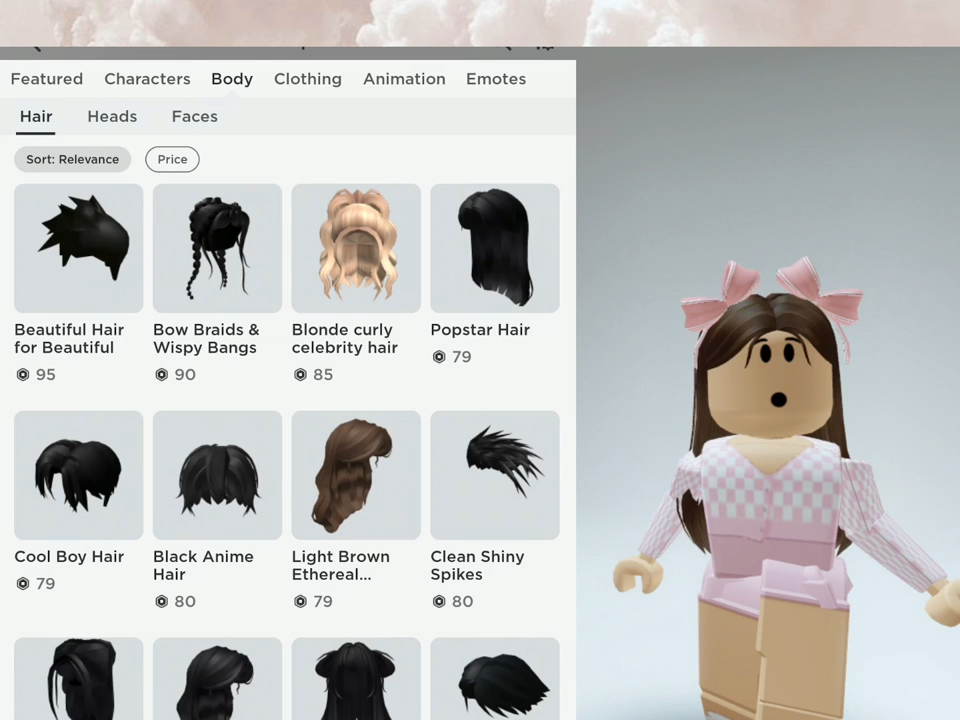 Featured Characters Body Clothing Animation Emotes
Hair Heads Faces
Sort: Relevance Price
Beautiful Hair
for Beautiful
95
Bow Braids &
Wispy Bangs
90
Blonde curly
celebrity hair
85
Popstar Hair
79
Cool Boy Hair
79
Black Anime
Hair
80
Light Brown
Ethereal...
79
Clean Shiny
Spikes
80